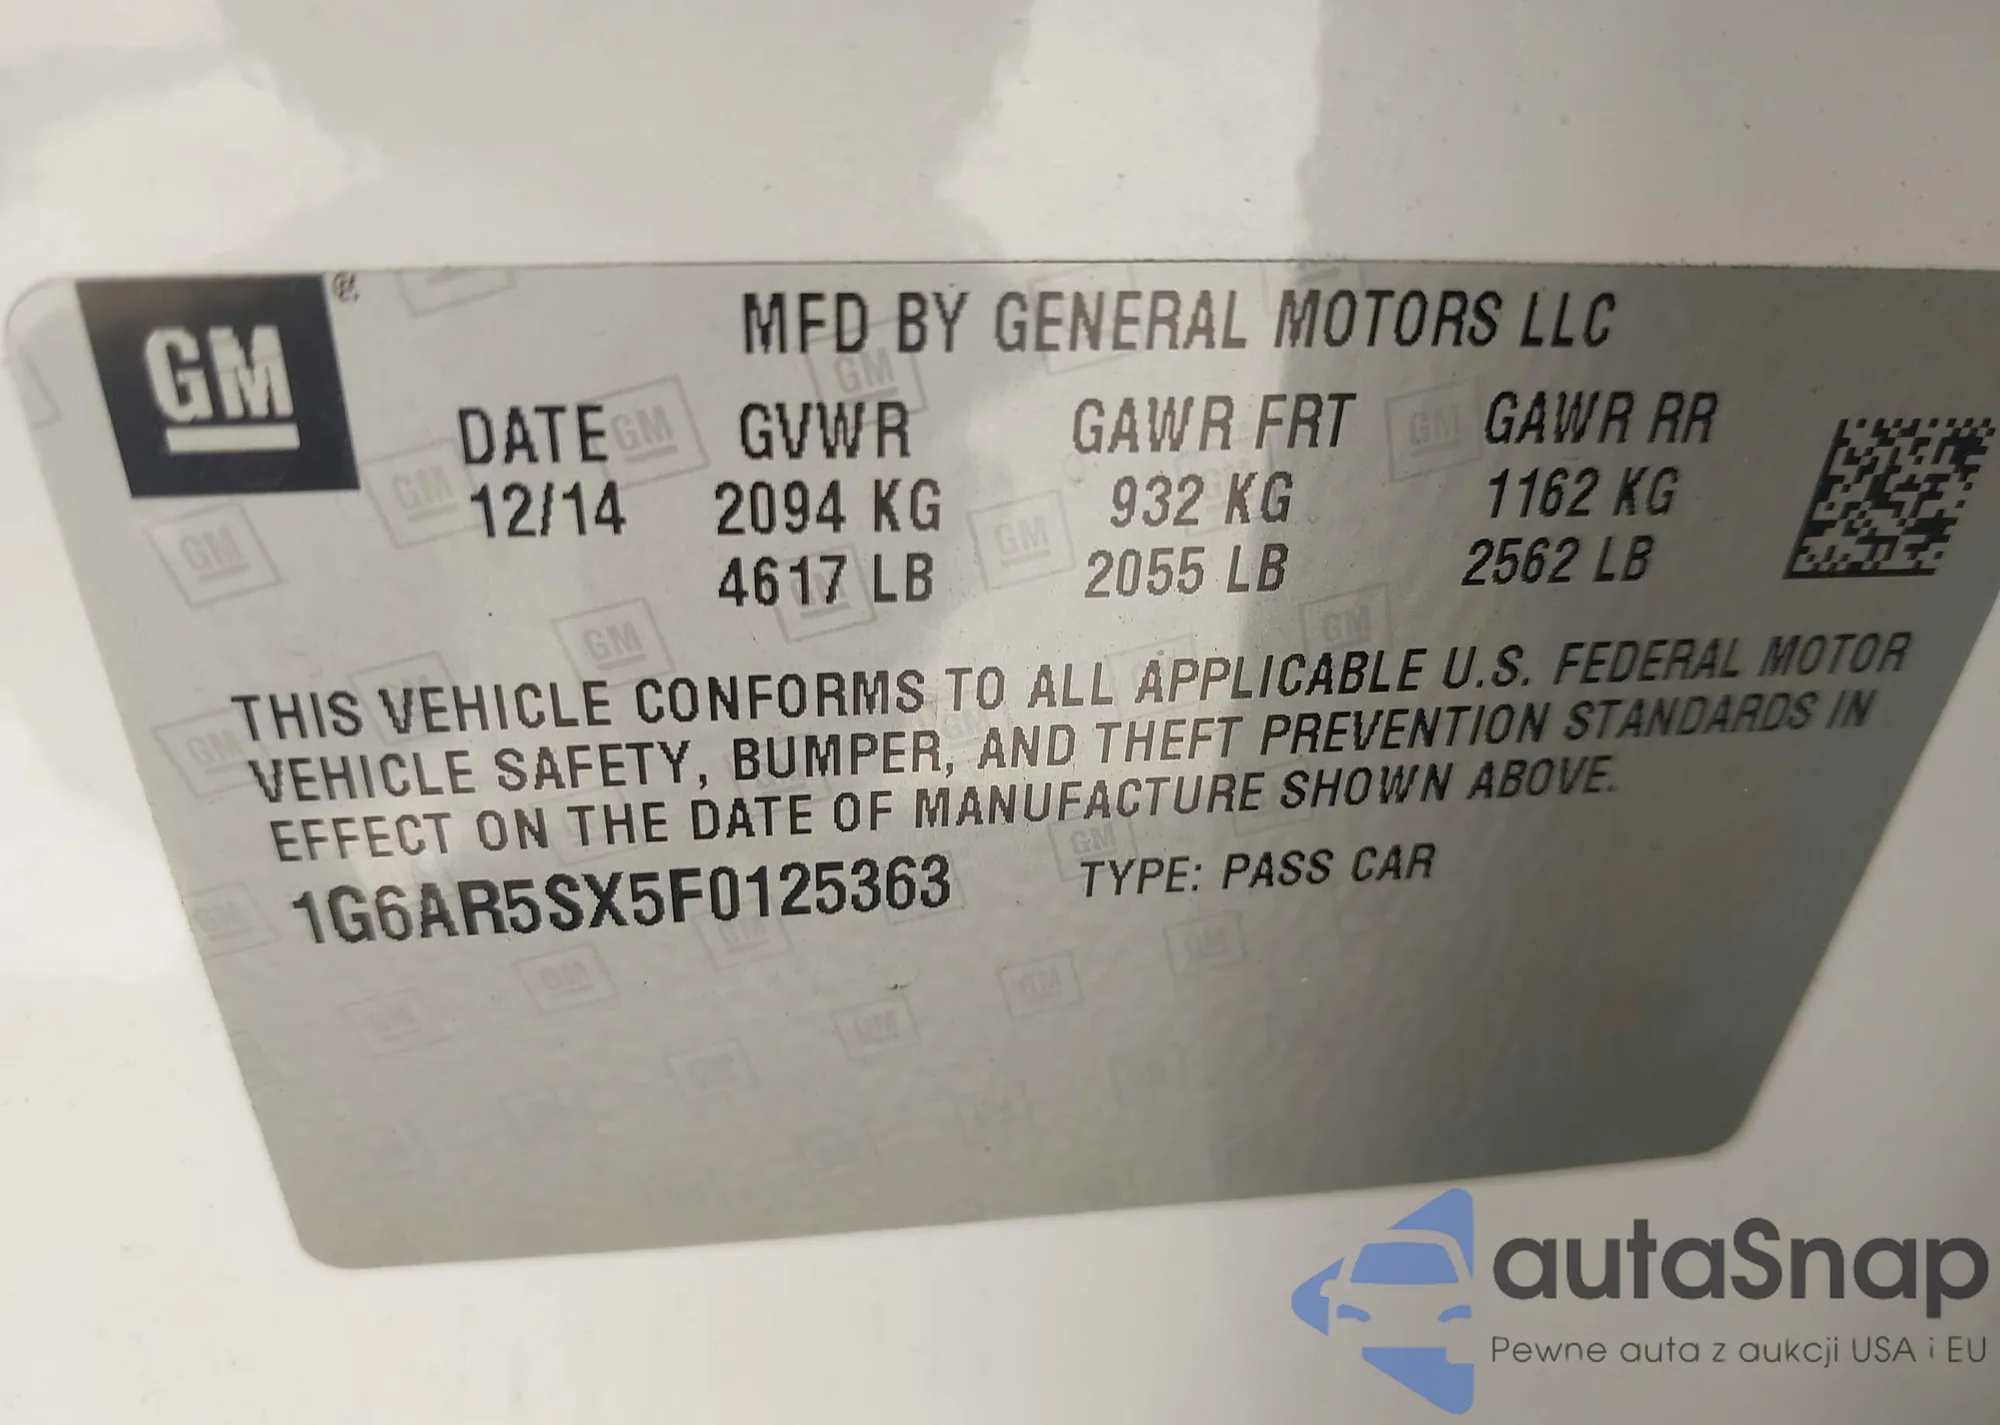 GM
MFD BY GENERAL MOTORS LLC
DATE GVWR GAWR FRT GAWR RR
12/14 2094 KG 932 KG 1162 KG
4617 LB 2055 LB 2562 LB
THIS VEHICLE CONFORMS TO ALL APPLICABLE U.S. FEDERAL MOTOR
VEHICLE SAFETY, BUMPER, AND THEFT PREVENTION STANDARDS IN
EFFECT ON THE DATE OF MANUFACTURE SHOWN ABOVE.
1G6AR5SX5F0125363 TYPE: PASS CAR
autaSnap
Pewne auta z aukcji USA i EU